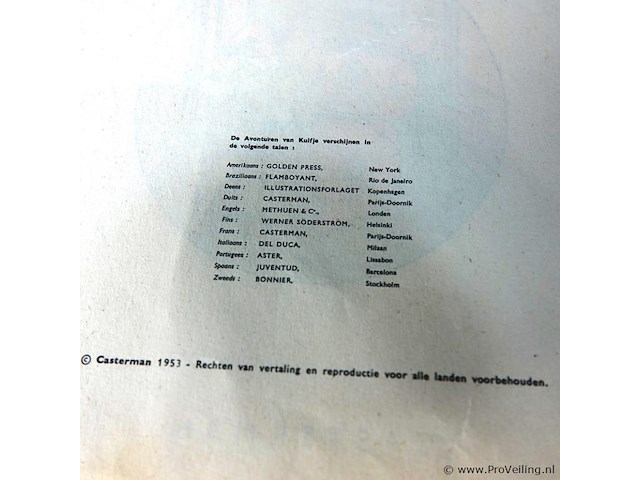 De Avonturen van Kuifje verschijnen in
de volgende talen :
Amerikaans : GOLDEN PRESS, New York
Braziliaans : FLAMBOYANT, Rio de Janeiro
Deens : ILLUSTRATIONSFORLAGET Kopenhagen
Duits : CASTERMAN, Parijs-Doornik
Engels : METHUEN & C°., Londen
Fins : WERNER SÖDERSTRÖM, Helsinki
Frans : CASTERMAN, Parijs-Doornik
Italiaans : DEL DUCA, Milaan
Portugees : ASTER, Lissabon
Spaans : JUVENTUD, Barcelona
Zweeds : BONNIER, Stockholm
© Casterman 1953 - Rechten van vertaling en reproductie voor alle landen voorbehouden.
© www.ProVeiling.nl